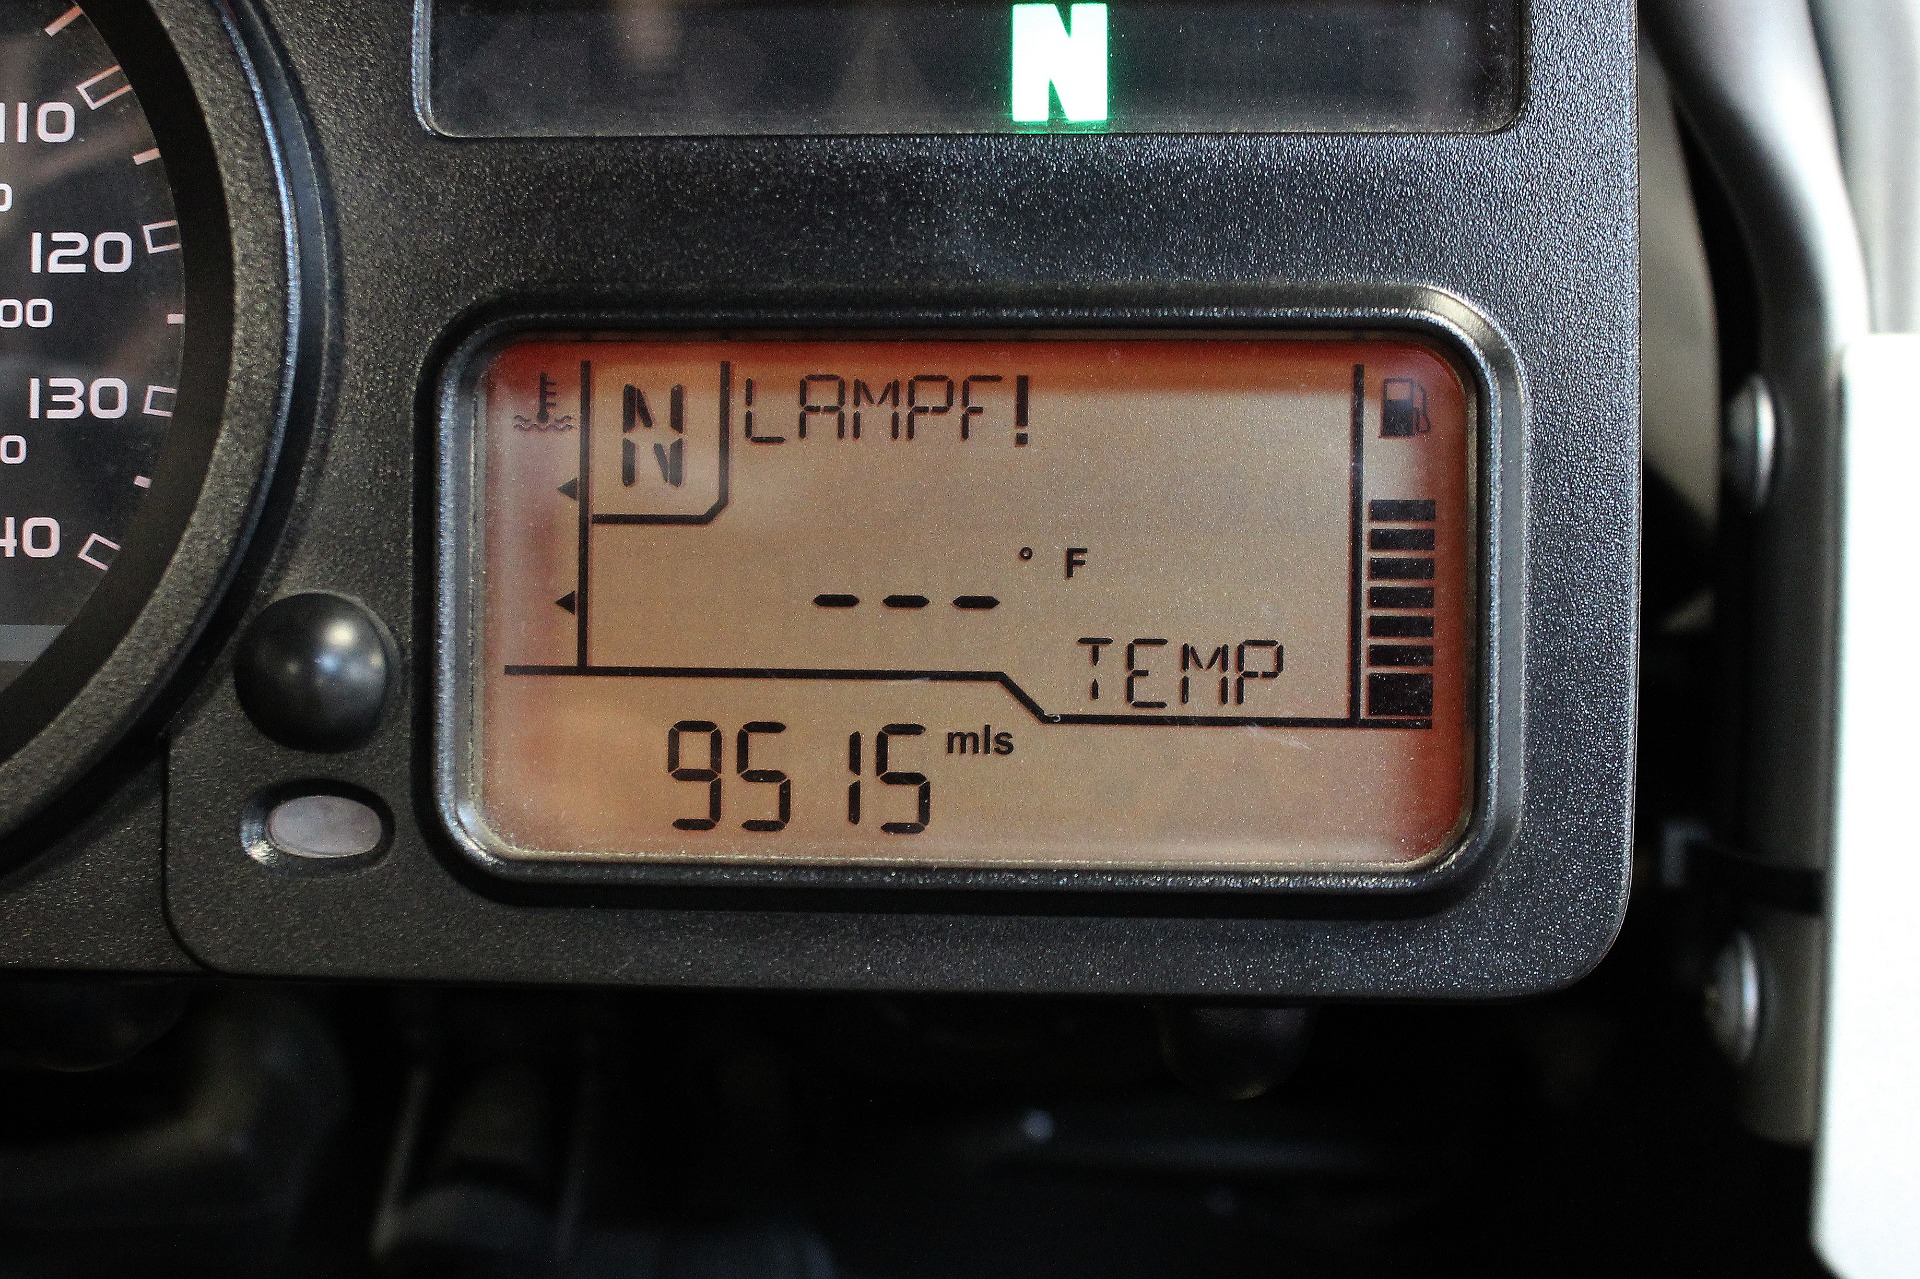 N
110
120
130
N
LAMPF!
° F
---
TEMP
9515 mls